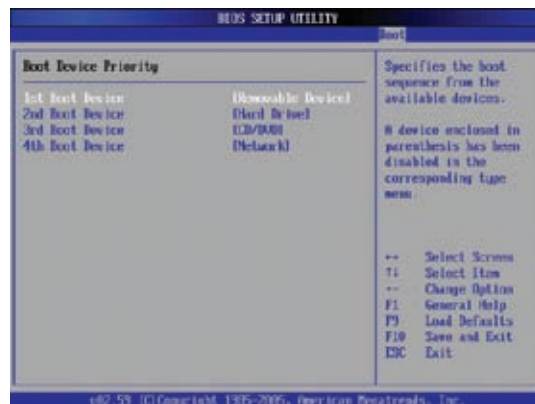 BIOS SETUP UTILITY
Boot
Boot Device Priority
1st Boot Device [Removable Device]
2nd Boot Device [Hard Drive]
3rd Boot Device [CD/DVD]
4th Boot Device [Network]
Specifies the boot
sequence from the
available devices.
A device enclosed in
parenthesis has been
disabled in the
corresponding type
menu.
↔ Select Screen
↑↓ Select Item
+- Change Option
F1 General Help
F9 Load Defaults
F10 Save and Exit
ESC Exit
v02.59 (C)Copyright 1985-2005, American Megatrends, Inc.